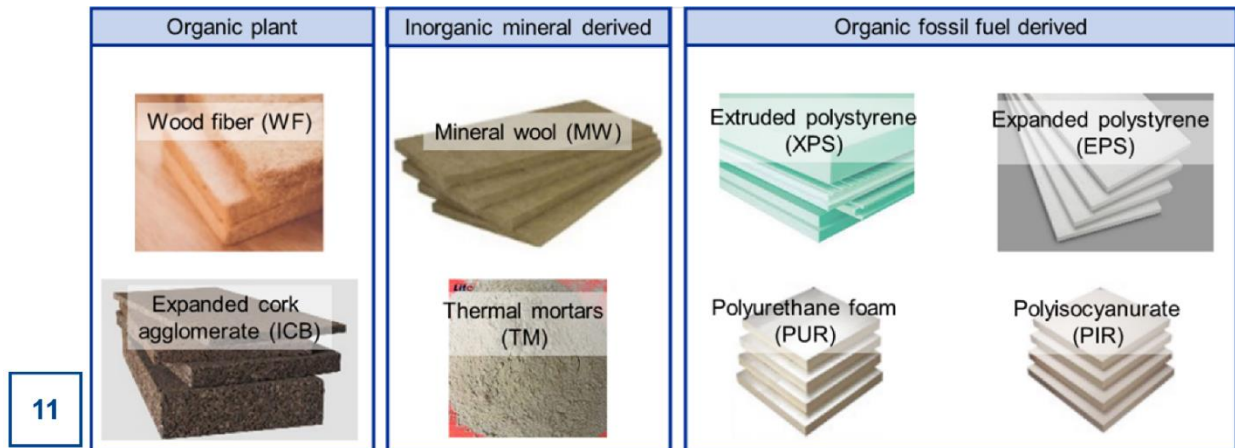 Organic plant
Inorganic mineral derived
Organic fossil fuel derived
Wood fiber (WF)
Mineral wool (MW)
Extruded polystyrene
(XPS)
Expanded polystyrene
(EPS)
Expanded cork
agglomerate (ICB)
Thermal mortars
(TM)
Polyurethane foam
(PUR)
Polyisocyanurate
(PIR)
11